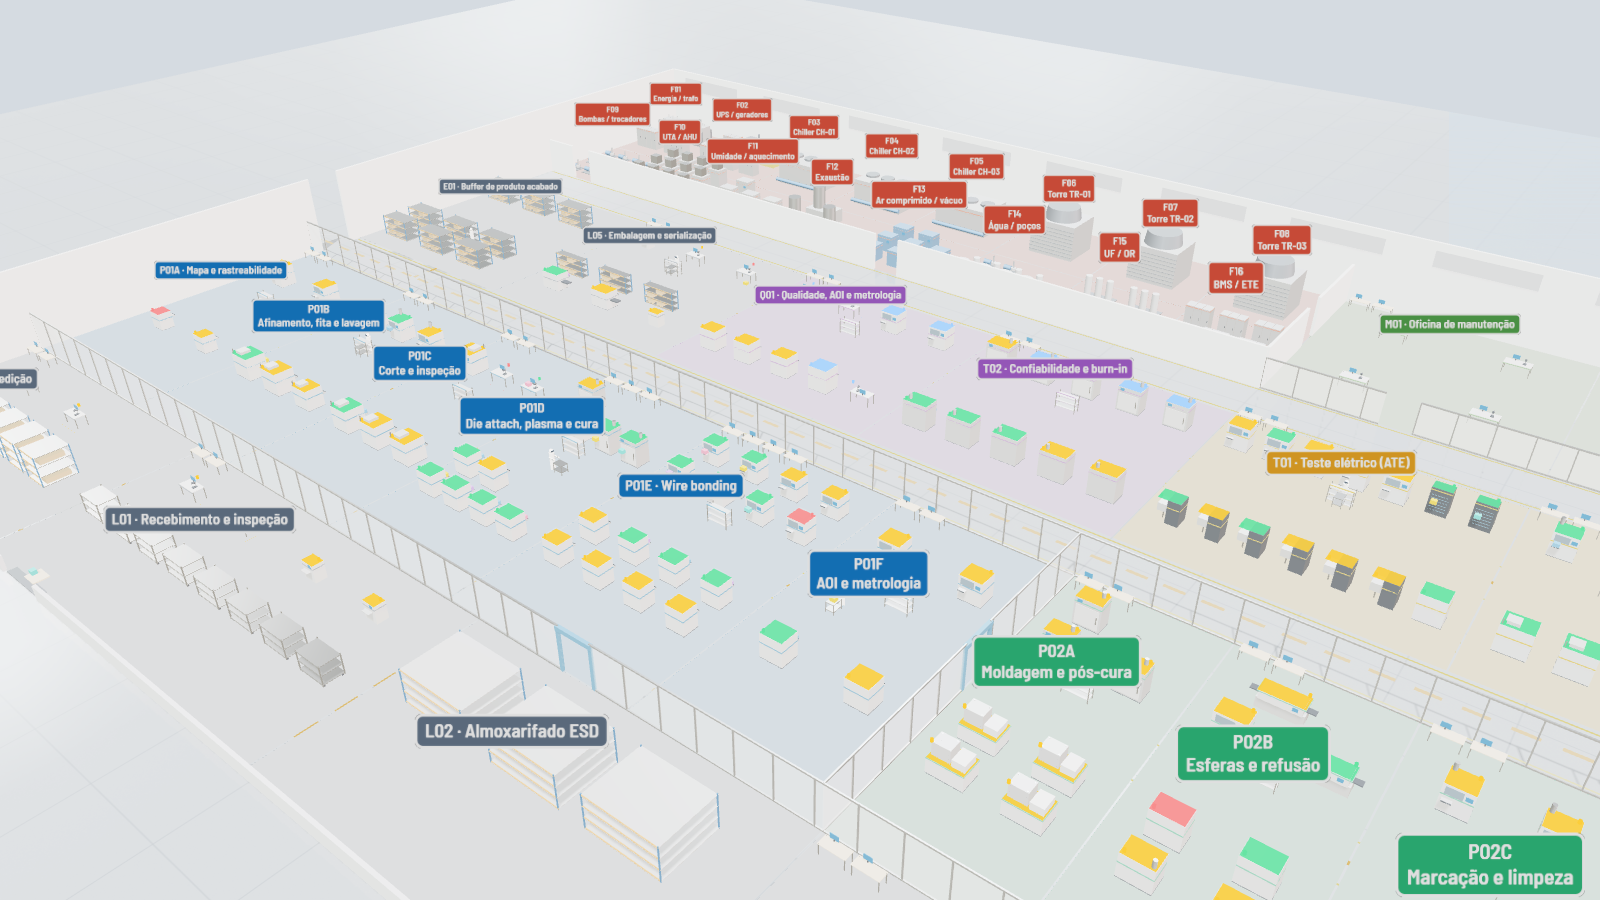 F01
Energia / trafo
F09
Bombas / trocadores
F02
UPS / geradores
F10
UTA / AHU
F03
Chiller CH-01
F11
Umidade / aquecimento
F04
Chiller CH-02
F12
Exaustão
F05
Chiller CH-03
F13
Ar comprimido / vácuo
F06
Torre TR-01
F14
Água / poços
F07
Torre TR-02
F15
UF / OR
F08
Torre TR-03
F16
BMS / ETE
E01 · Buffer de produto acabado
L05 · Embalagem e serialização
P01A · Mapa e rastreabilidade
Q01 · Qualidade, AOI e metrologia
P01B
Afinamento, fita e lavagem
M01 · Oficina de manutenção
P01C
Corte e inspeção
T02 · Confiabilidade e burn-in
edição
P01D
Die attach, plasma e cura
T01 · Teste elétrico (ATE)
P01E · Wire bonding
L01 · Recebimento e inspeção
P01F
AOI e metrologia
P02A
Moldagem e pós-cura
L02 · Almoxarifado ESD
P02B
Esferas e refusão
P02C
Marcação e limpeza